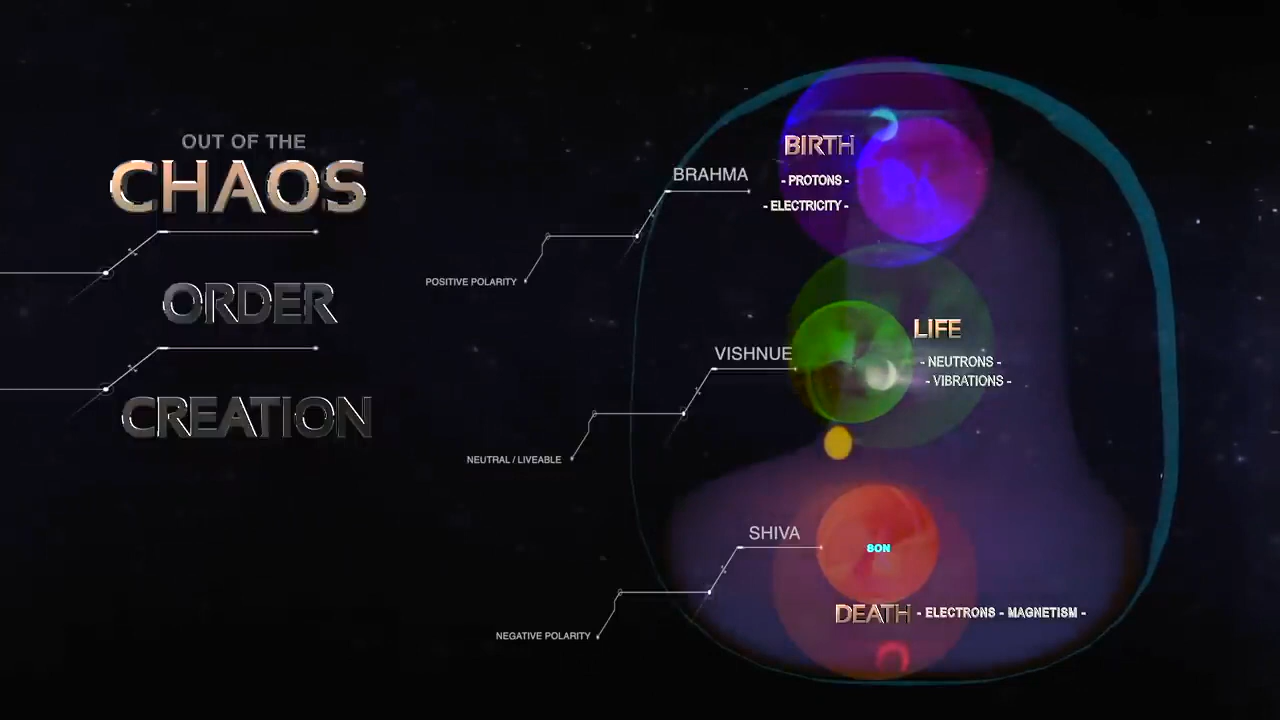 OUT OF THE
CHAOS
ORDER
CREATION
BRAHMA
POSITIVE POLARITY
BIRTH
- PROTONS -
- ELECTRICITY -
VISHNUE
NEUTRAL / LIVEABLE
LIFE
- NEUTRONS -
- VIBRATIONS -
SHIVA
NEGATIVE POLARITY
SON
DEATH - ELECTRONS - MAGNETISM -